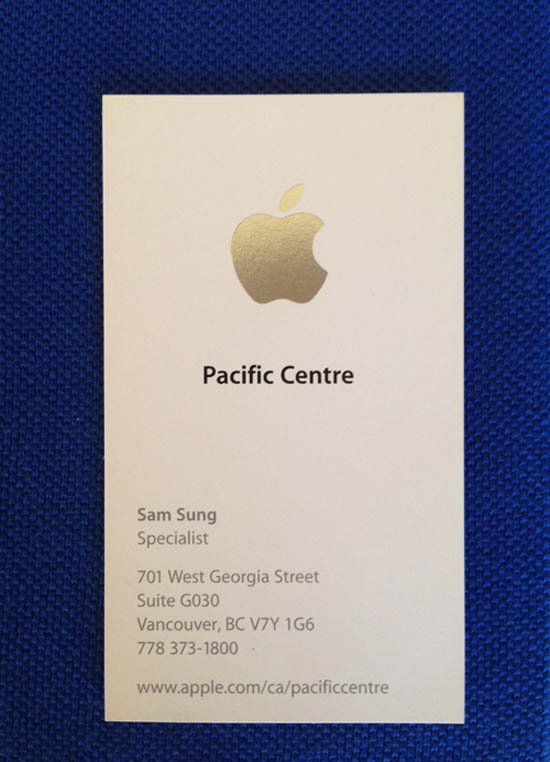 Pacific Centre
Sam Sung
Specialist
701 West Georgia Street
Suite G030
Vancouver, BC V7Y 1G6
778 373-1800
www.apple.com/ca/pacificcentre